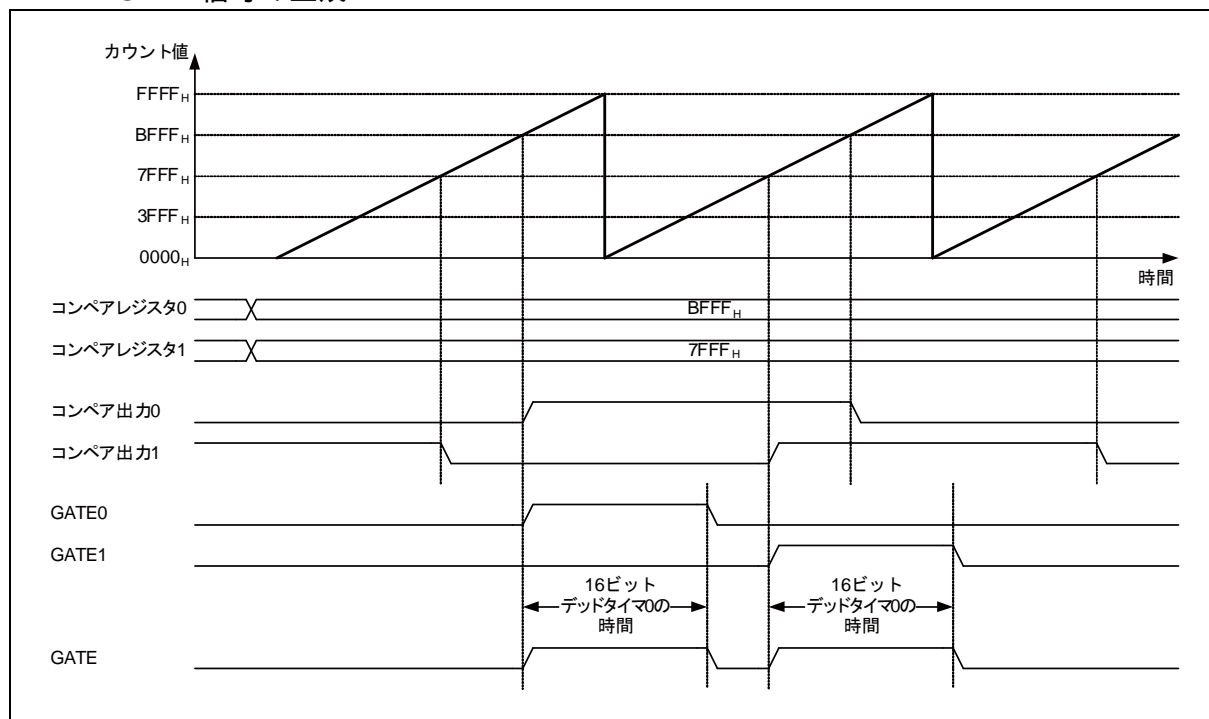 カウント値
FFFFH
BFFFH
7FFFH
3FFFH
0000H
時間
コンペアレジスタ0
BFFFH
コンペアレジスタ1
7FFFH
コンペア出力0
コンペア出力1
GATE0
GATE1
16ビット
デッドタイマ0の
時間
16ビット
デッドタイマ0の
時間
GATE